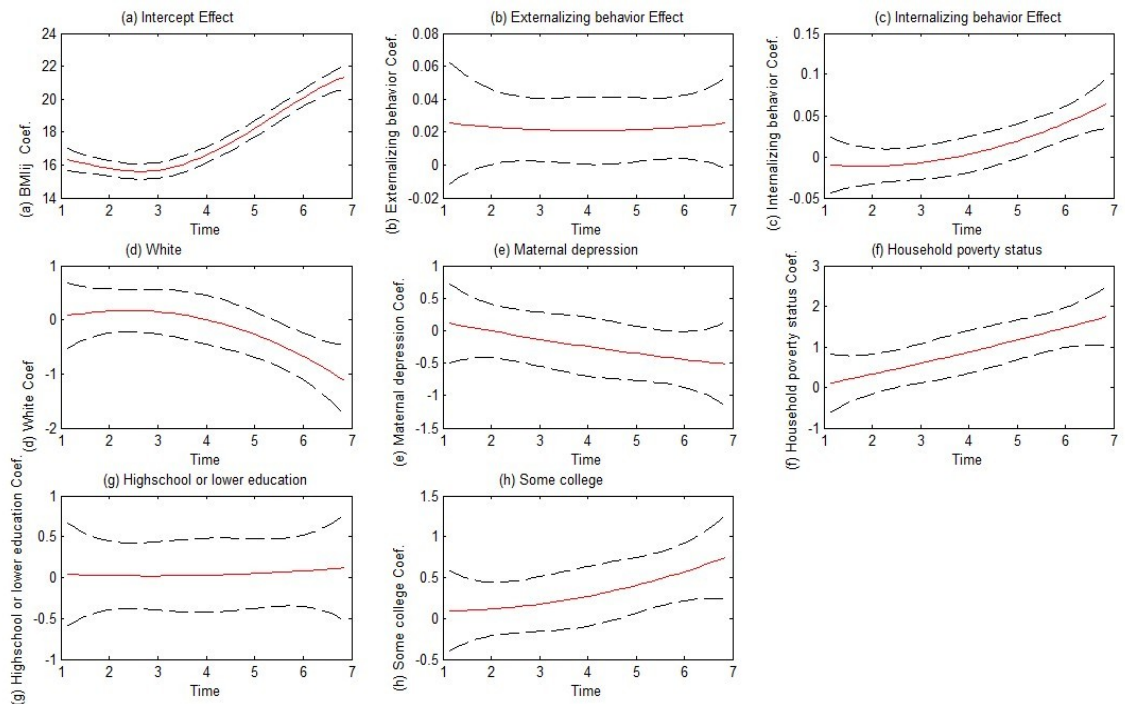 (a) Intercept Effect
(a) BMIij Coef.
24
22
20
18
16
14
1 2 3 4 5 6 7
Time
(b) Externalizing behavior Effect
(b) Externalizing behavior Coef.
0.08
0.06
0.04
0.02
0
-0.02
1 2 3 4 5 6 7
Time
(c) Internalizing behavior Effect
(c) Internalizing behavior Coef.
0.15
0.1
0.05
0
-0.05
1 2 3 4 5 6 7
Time
(d) White
(d) White Coef
1
0
-1
-2
1 2 3 4 5 6 7
Time
(e) Maternal depression
(e) Maternal depression Coef.
1
0.5
0
-0.5
-1
-1.5
1 2 3 4 5 6 7
Time
(f) Household poverty status
(f) Household poverty status Coef.
3
2
1
0
-1
1 2 3 4 5 6 7
Time
(g) Highschool or lower education
(g) Highschool or lower education Coef.
1
0.5
0
-0.5
-1
1 2 3 4 5 6 7
Time
(h) Some college
(h) Some college Coef.
1.5
1
0.5
0
-0.5
1 2 3 4 5 6 7
Time